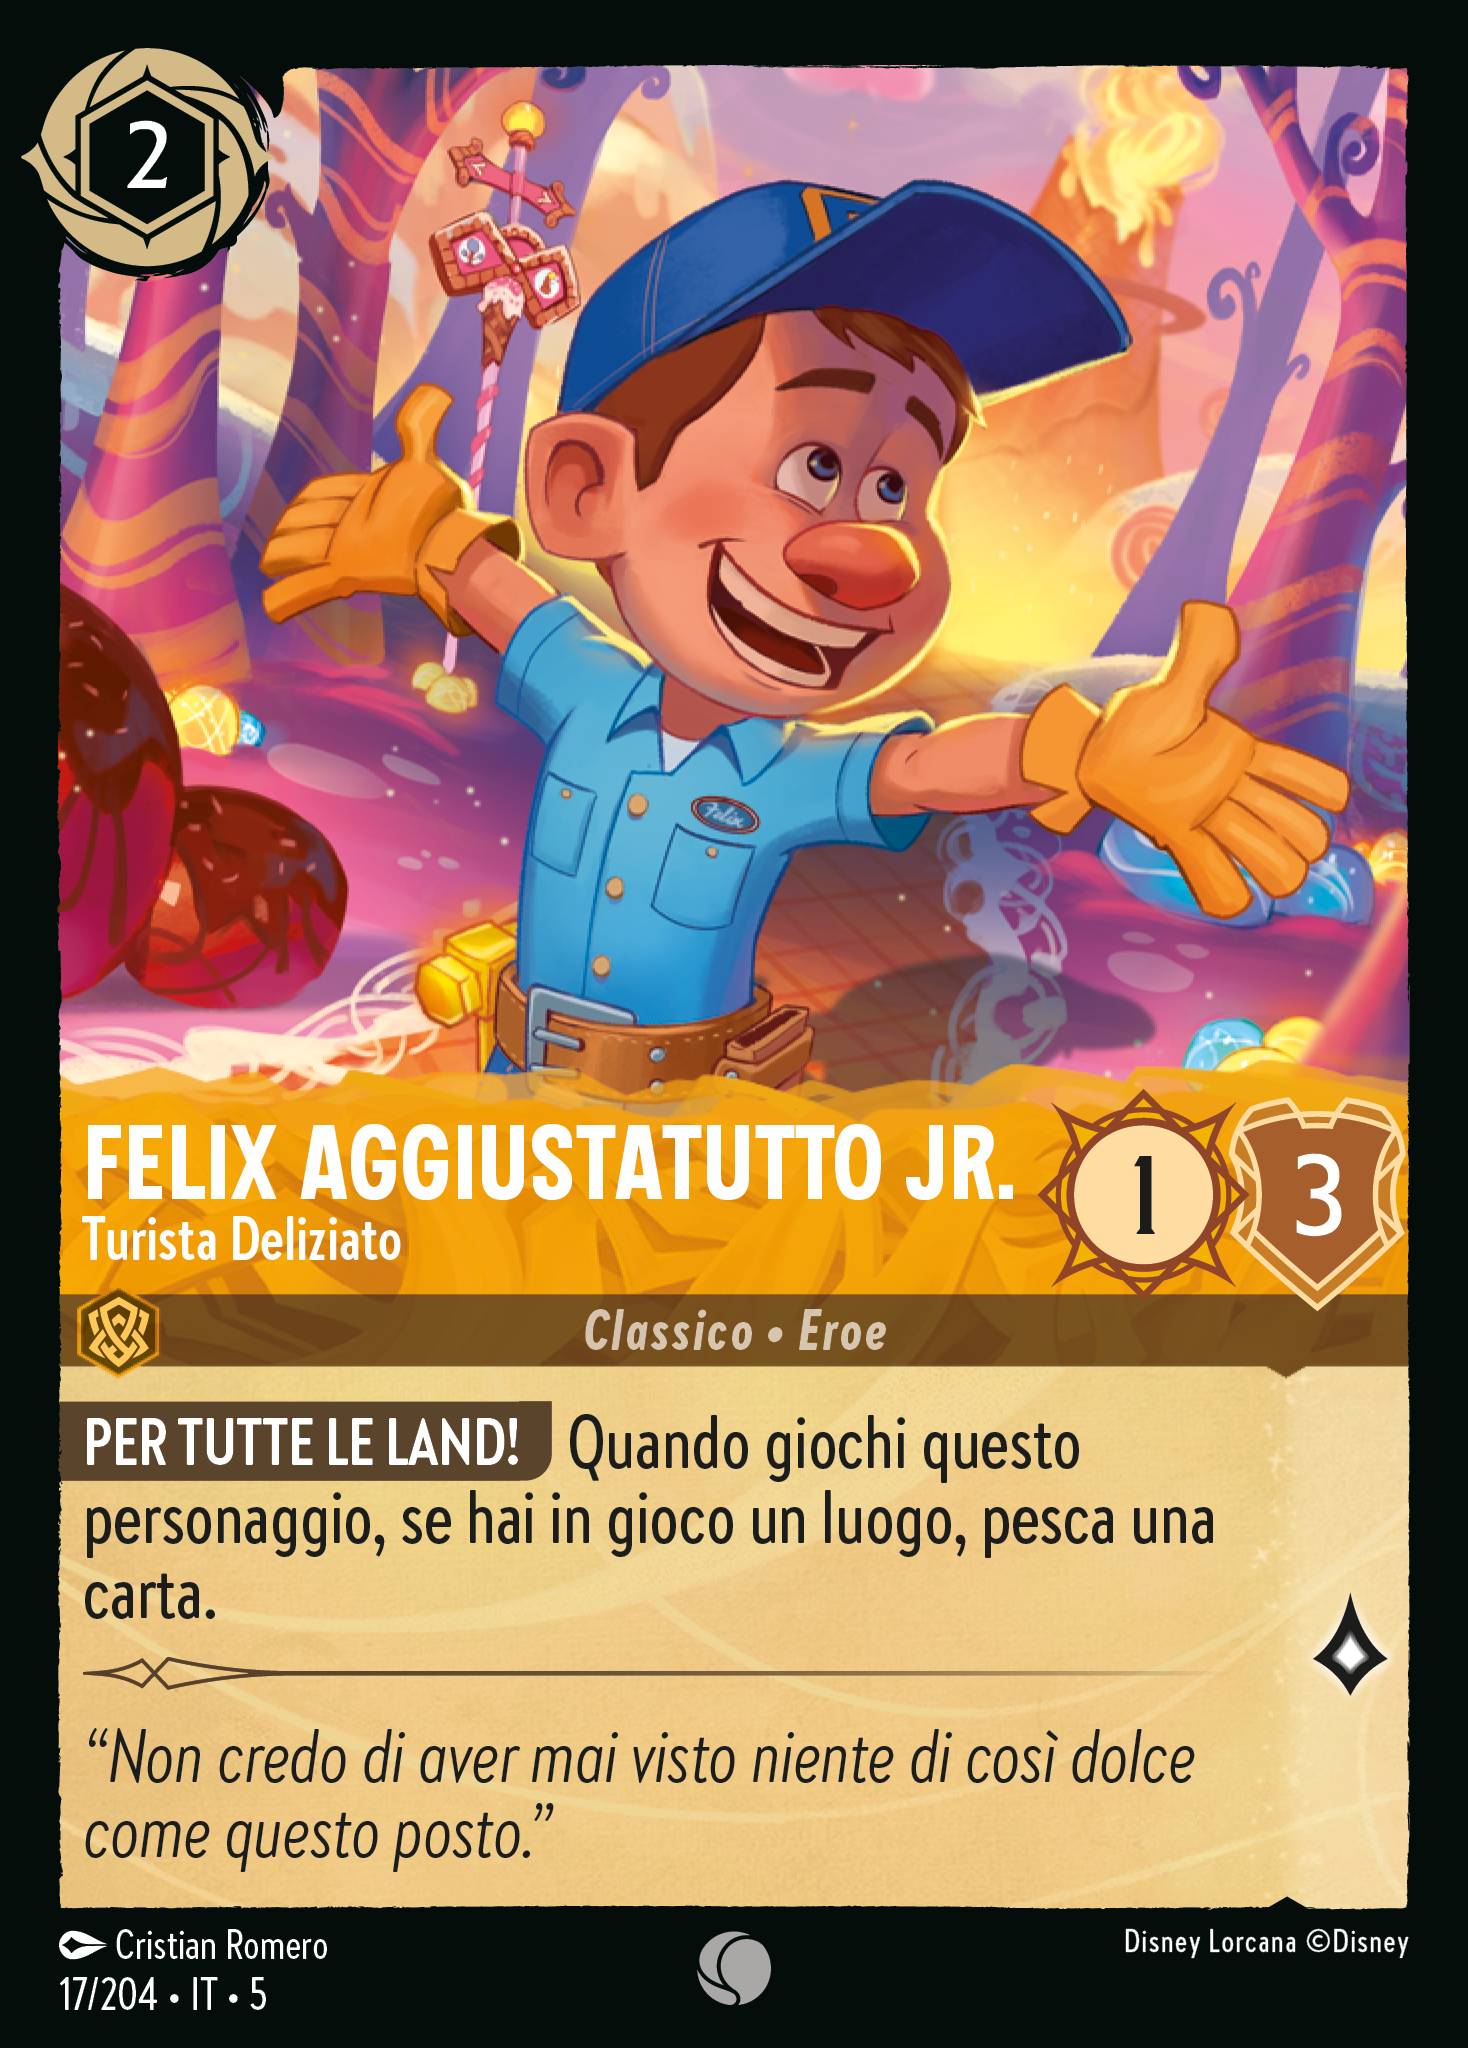 2
Felix
FELIX AGGIUSTATUTTO JR.
Turista Deliziato
1
3
Classico • Eroe
PER TUTTE LE LAND! Quando giochi questo
personaggio, se hai in gioco un luogo, pesca una
carta.
“Non credo di aver mai visto niente di così dolce
come questo posto.”
Cristian Romero
Disney Lorcana ©Disney
17/204 • IT • 5